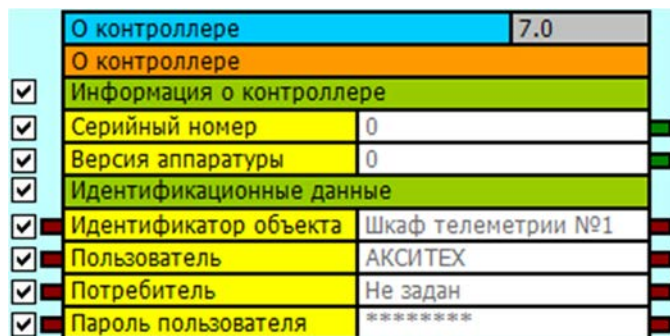 О контроллере 7.0
О контроллере
Информация о контроллере
Серийный номер 0
Версия аппаратуры 0
Идентификационные данные
Идентификатор объекта Шкаф телеметрии №1
Пользователь АКСИТЕХ
Потребитель Не задан
Пароль пользователя ********